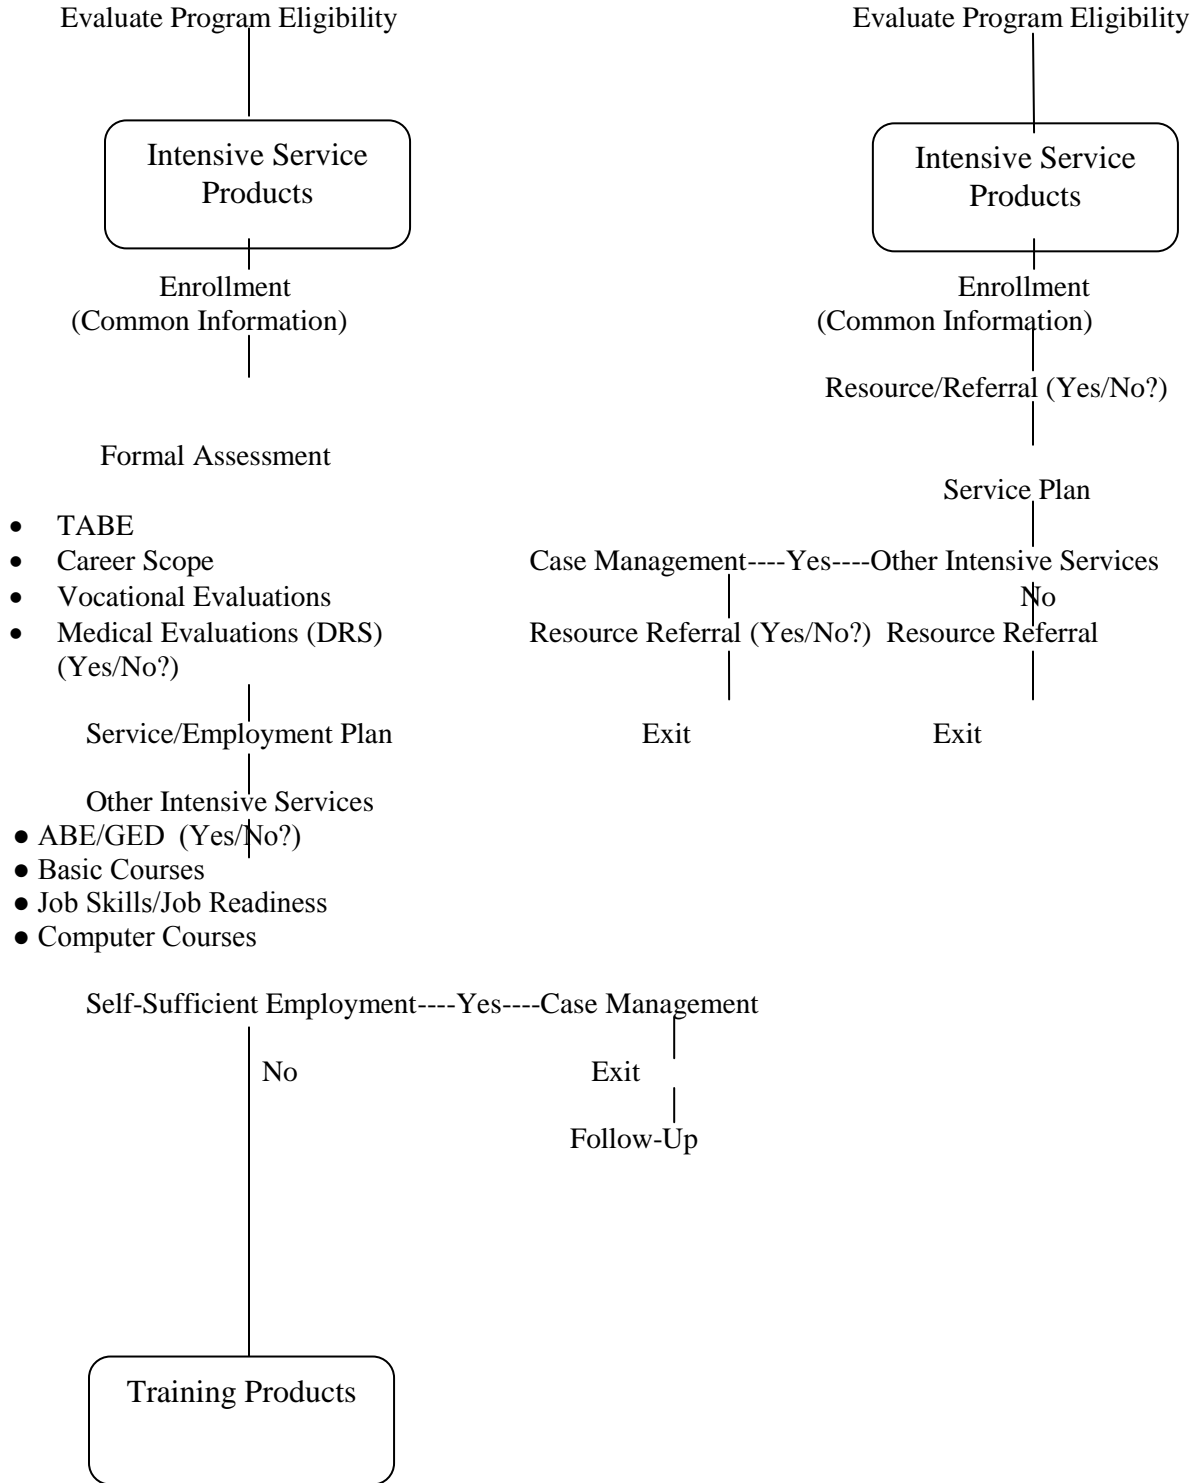 Evaluate Program Eligibility
Intensive Service
Products
Enrollment
(Common Information)
Formal Assessment
• TABE
• Career Scope
• Vocational Evaluations
• Medical Evaluations (DRS)
(Yes/No?)
Service/Employment Plan
Other Intensive Services
● ABE/GED (Yes/No?)
● Basic Courses
● Job Skills/Job Readiness
● Computer Courses
Self-Sufficient Employment----Yes----Case Management
No
Exit
Follow-Up
Training Products
Evaluate Program Eligibility
Intensive Service
Products
Enrollment
(Common Information)
Resource/Referral (Yes/No?)
Service Plan
Case Management----Yes----Other Intensive Services
No
Resource Referral (Yes/No?) Resource Referral
Exit Exit